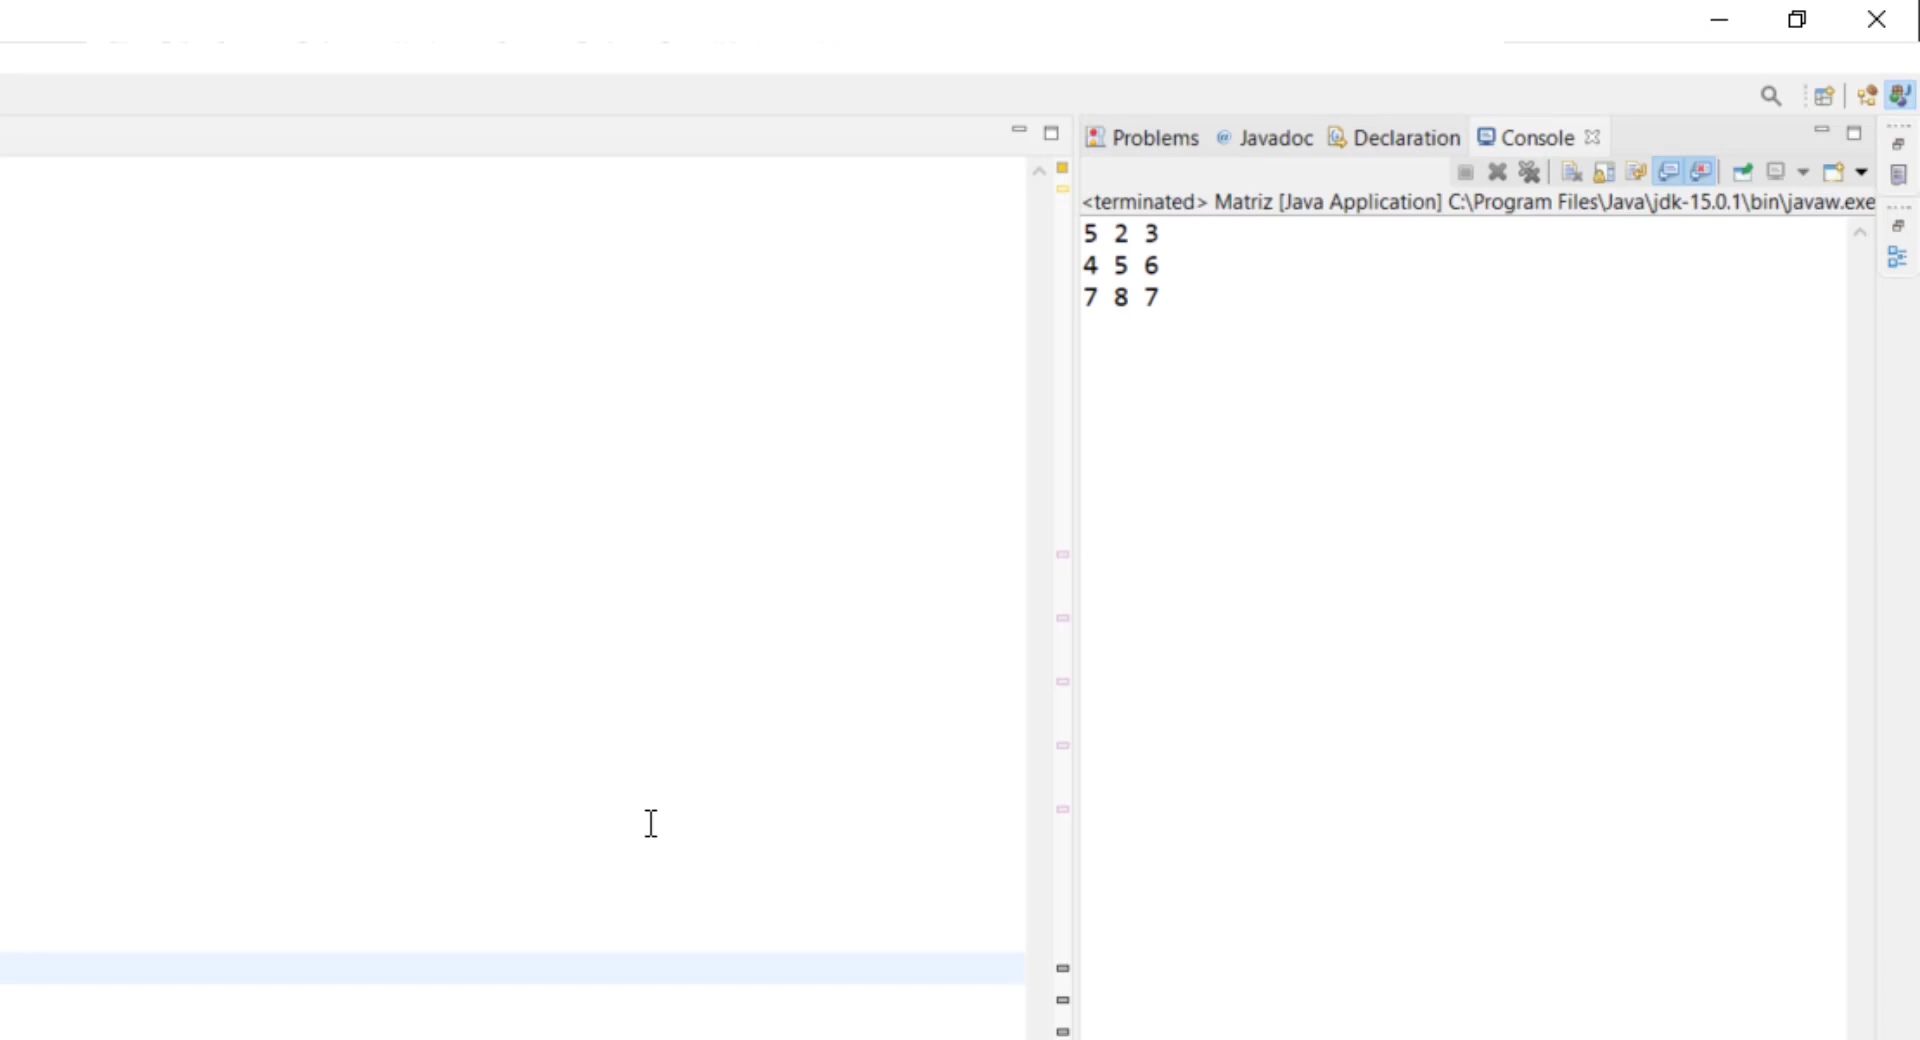 Problems @ Javadoc Declaration Console
<terminated> Matriz [Java Application] C:\Program Files\Java\jdk-15.0.1\bin\javaw.exe
5 2 3
4 5 6
7 8 7